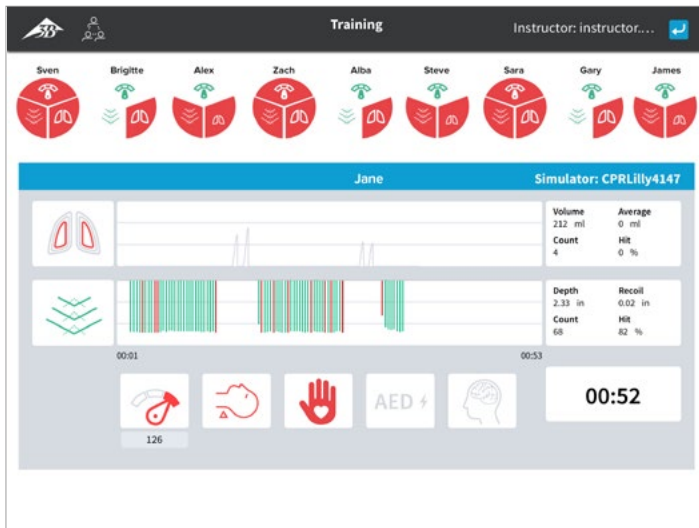 3B
Training
Instructor: instructor....
Sven Brigitte Alex Zach Alba Steve Sara Gary James
Jane
Simulator: CPRLilly4147
Volume Average
212 ml 0 ml
Count Hit
4 0 %
Depth Recoil
2.33 in 0.02 in
Count Hit
68 82 %
00:01 00:53
AED
00:52
126